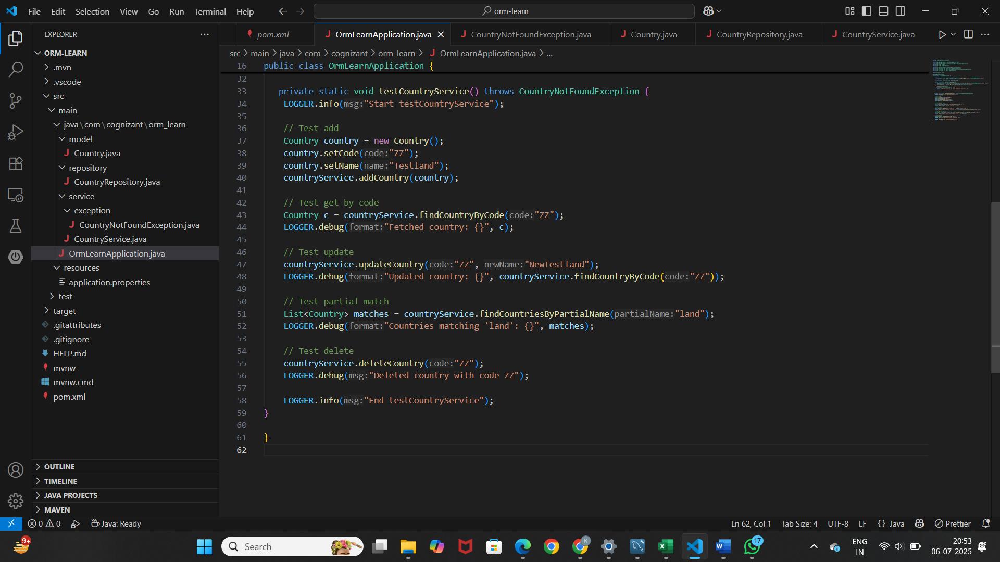 File Edit Selection View Go Run Terminal Help
orm-learn
EXPLORER
ORM-LEARN
.mvn
.vscode
src
main
java\com\cognizant\orm_learn
model
Country.java
repository
CountryRepository.java
service
exception
CountryNotFoundException.java
CountryService.java
OrmLearnApplication.java
resources
application.properties
test
target
.gitattributes
.gitignore
HELP.md
mvnw
mvnw.cmd
pom.xml
OUTLINE
TIMELINE
JAVA PROJECTS
MAVEN
pom.xml OrmLearnApplication.java CountryNotFoundException.java Country.java CountryRepository.java CountryService.java
src > main > java > com > cognizant > orm_learn > OrmLearnApplication.java > ...
16 public class OrmLearnApplication {
32
33 private static void testCountryService() throws CountryNotFoundException {
34 LOGGER.info(msg:"Start testCountryService");
35
36 // Test add
37 Country country = new Country();
38 country.setCode(code:"ZZ");
39 country.setName(name:"Testland");
40 countryService.addCountry(country);
41
42 // Test get by code
43 Country c = countryService.findCountryByCode(code:"ZZ");
44 LOGGER.debug(format:"Fetched country: {}", c);
45
46 // Test update
47 countryService.updateCountry(code:"ZZ", newName:"NewTestland");
48 LOGGER.debug(format:"Updated country: {}", countryService.findCountryByCode(code:"ZZ"));
49
50 // Test partial match
51 List<Country> matches = countryService.findCountriesByPartialName(partialName:"land");
52 LOGGER.debug(format:"Countries matching 'land': {}", matches);
53
54 // Test delete
55 countryService.deleteCountry(code:"ZZ");
56 LOGGER.debug(msg:"Deleted country with code ZZ");
57
58 LOGGER.info(msg:"End testCountryService");
59 }
60
61 }
62
0 0 Java: Ready Ln 62, Col 1 Tab Size: 4 UTF-8 LF {} Java Prettier
9+ Search K 17 ENG 20:53
IN 06-07-2025